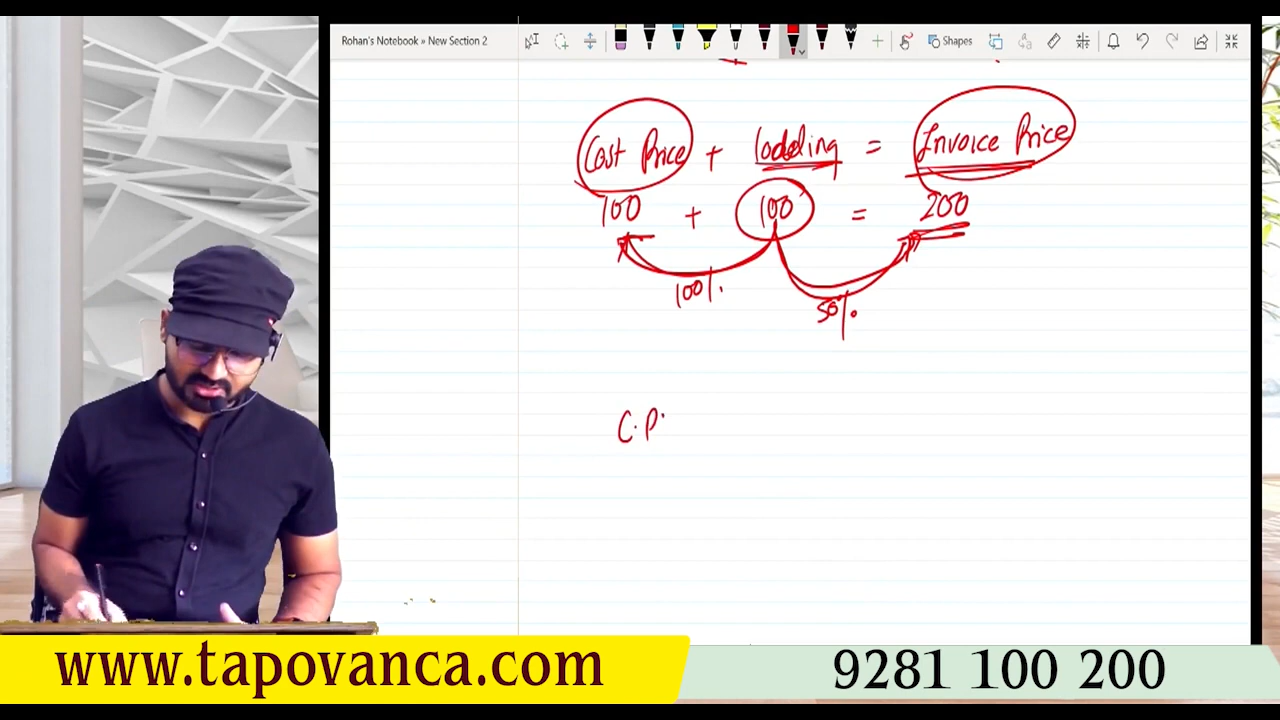 Rohan's Notebook » New Section 2
Shapes
Cost Price + loading = Invoice Price
100 + 100 = 200
100%. 50%.
C.P.
www.tapovanca.com
9281 100 200